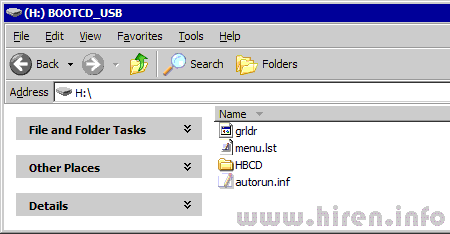 (H:) BOOTCD_USB
File Edit View Favorites Tools Help
Back Search Folders
Address H:\
Name
File and Folder Tasks
grldr
menu.lst
Other Places
HBCD
autorun.inf
Details
www.hiren.info